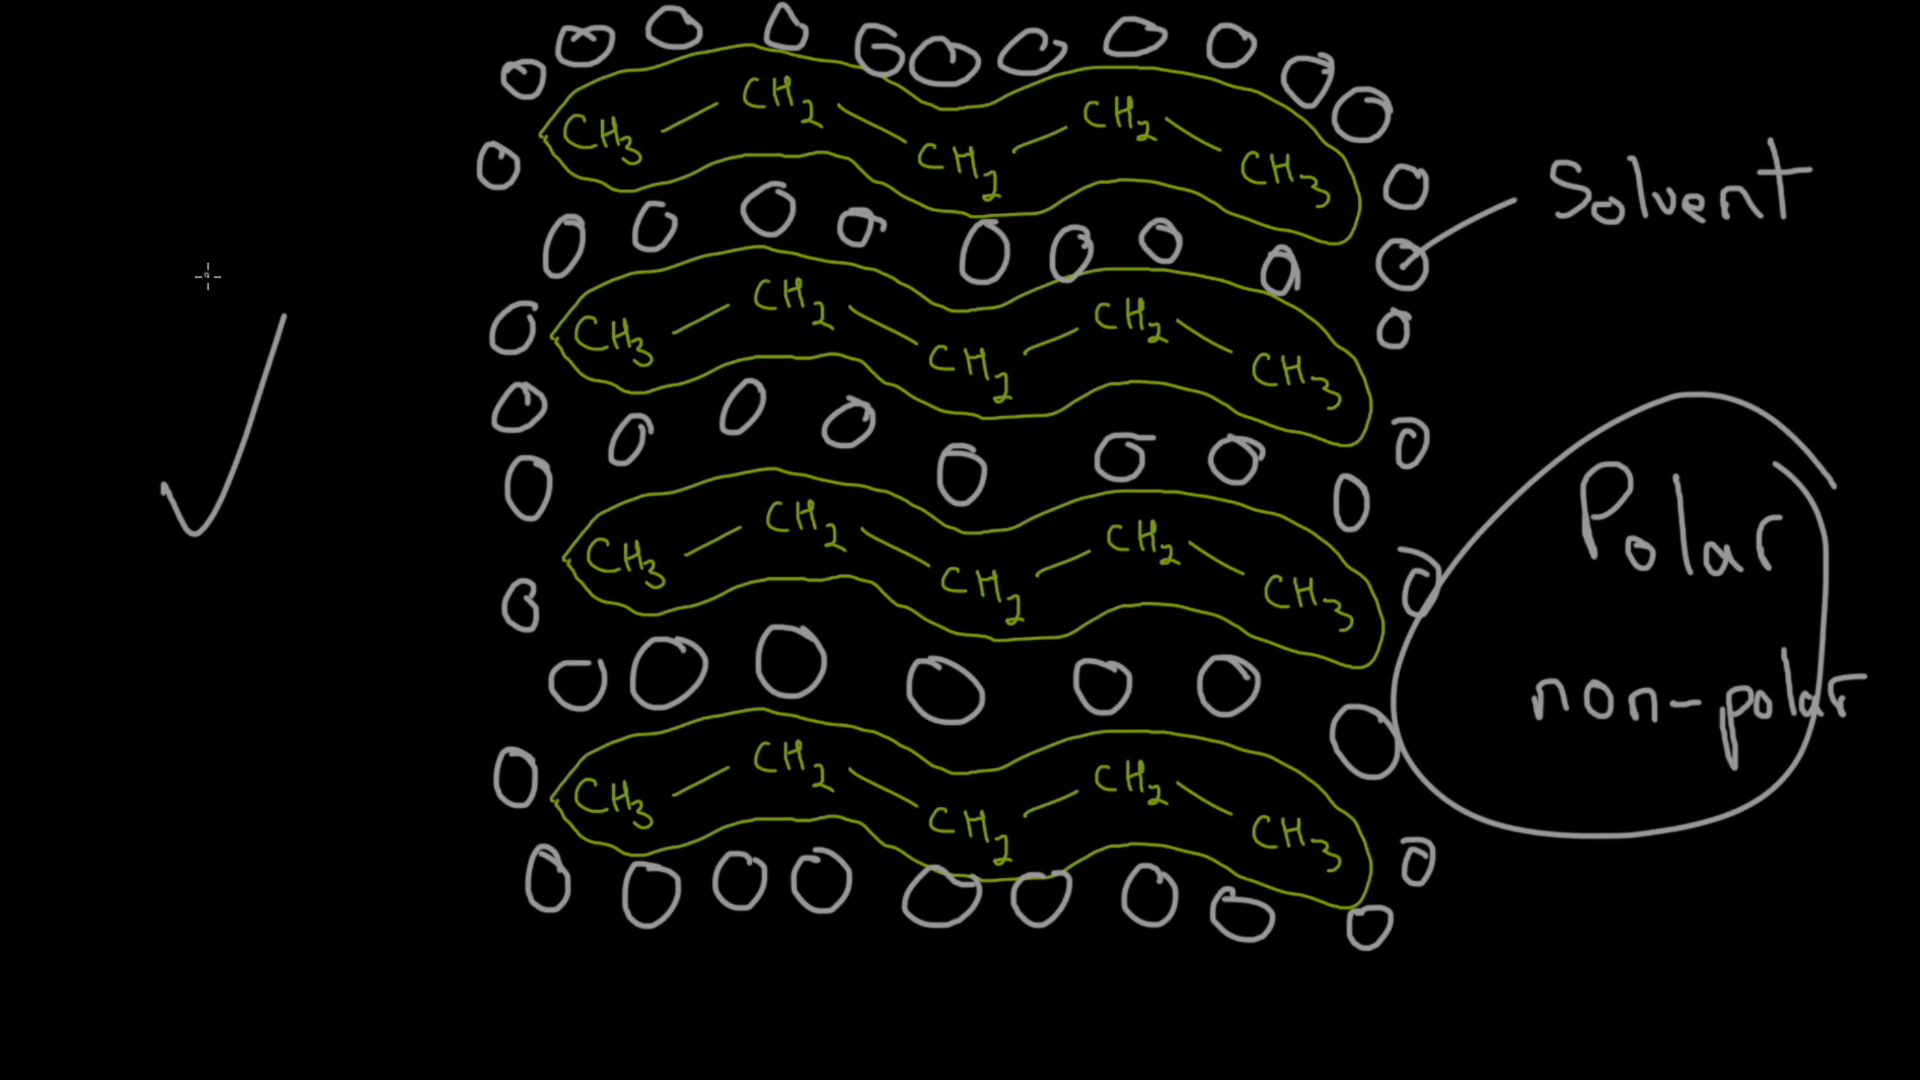 CH3 — CH2 — CH2 — CH2 — CH3
Solvent
CH3 — CH2 — CH2 — CH2 — CH3
Polar
CH3 — CH2 — CH2 — CH2 — CH3
non-polar
CH3 — CH2 — CH2 — CH2 — CH3